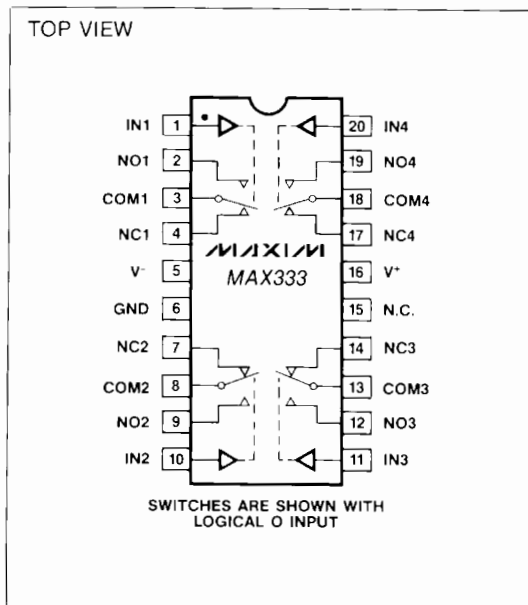 TOP VIEW
IN1 1 20 IN4
NO1 2 19 NO4
COM1 3 18 COM4
NC1 4 17 NC4
MAXIM
V- 5 16 V+
MAX333
GND 6 15 N.C.
NC2 7 14 NC3
COM2 8 13 COM3
NO2 9 12 NO3
IN2 10 11 IN3
SWITCHES ARE SHOWN WITH
LOGICAL O INPUT